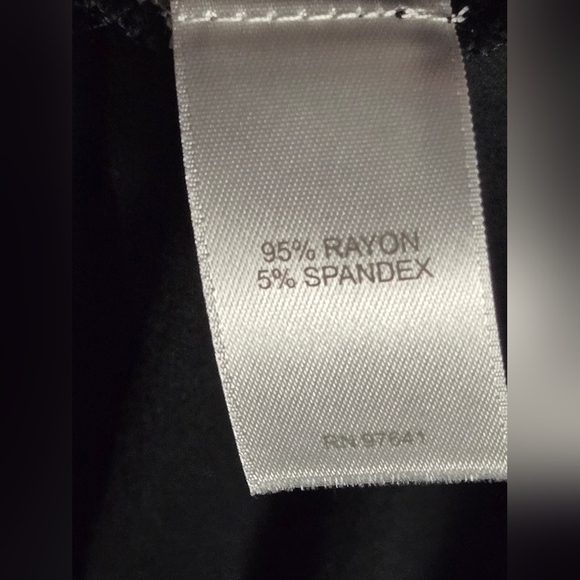 95% RAYON
5% SPANDEX
RN 97641